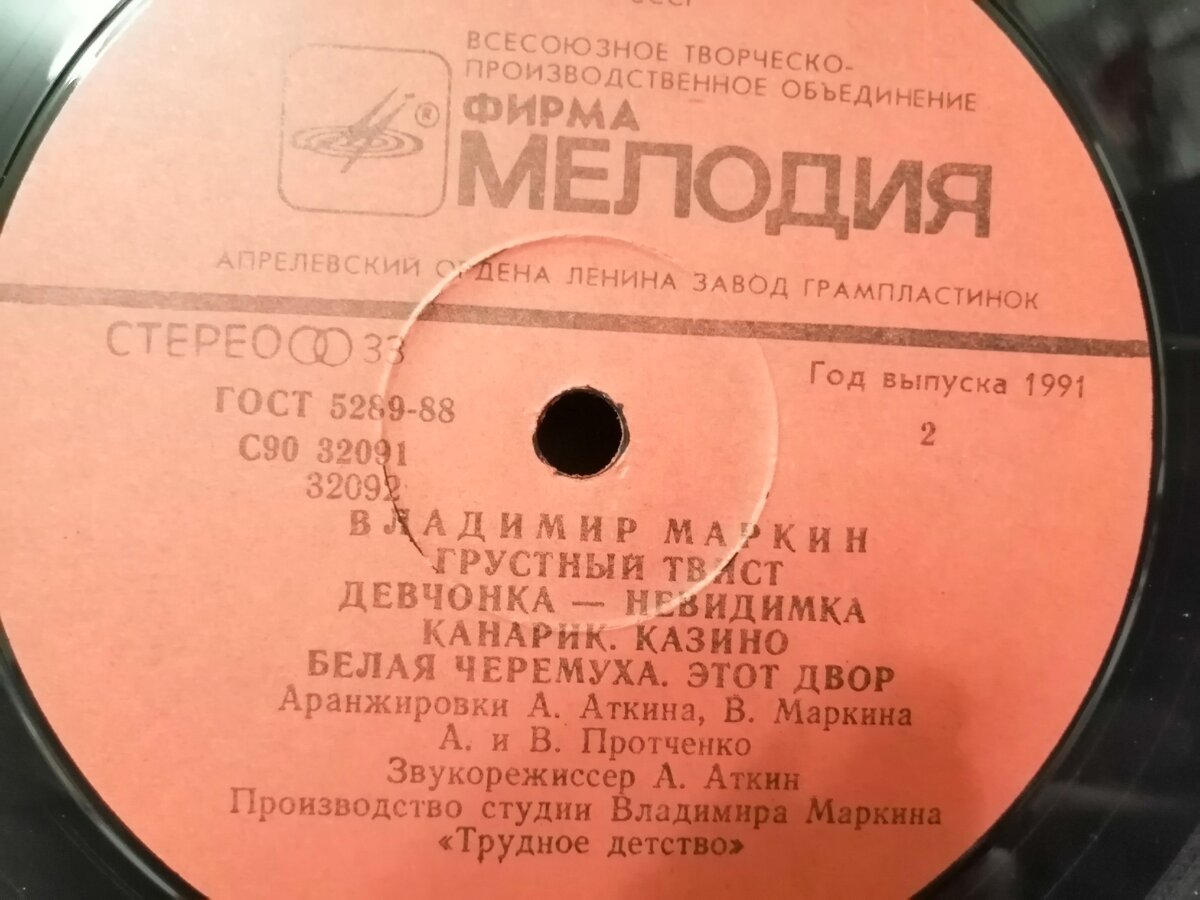 СССР
ВСЕСОЮЗНОЕ ТВОРЧЕСКО-
ПРОИЗВОДСТВЕННОЕ ОБЪЕДИНЕНИЕ
ФИРМА
®
МЕЛОДИЯ
АПРЕЛЕВСКИЙ ОРДЕНА ЛЕНИНА ЗАВОД ГРАМПЛАСТИНОК
СТЕРЕО 33
Год выпуска 1991
ГОСТ 5289-88
2
С90 32091
32092
ВЛАДИМИР МАРКИН
ГРУСТНЫЙ ТВИСТ
ДЕВЧОНКА — НЕВИДИМКА
КАНАРИК. КАЗИНО
БЕЛАЯ ЧЕРЕМУХА. ЭТОТ ДВОР
Аранжировки А. Аткина, В. Маркина
А. и В. Протченко
Звукорежиссер А. Аткин
Производство студии Владимира Маркина
«Трудное детство»